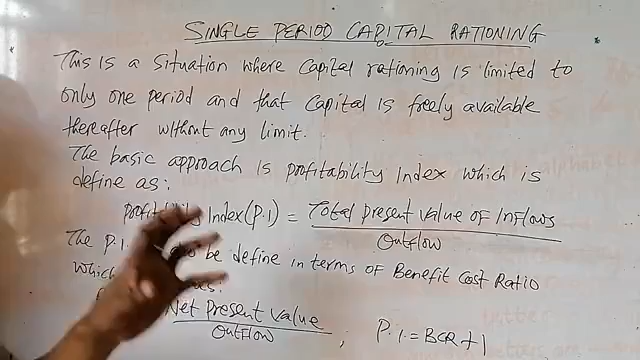 SINGLE PERIOD CAPITAL RATIONING
This is a situation where Capital rationing is limited to
only one period and that Capital is freely available
thereafter without any limit.
The basic approach is profitability Index which is
define as:
Index (P.I) = Total present value of Inflows
Outflow
The P.I. be define in terms of Benefit Cost Ratio
which
Net Present Value
Outflow ; P.I. = BCR + 1